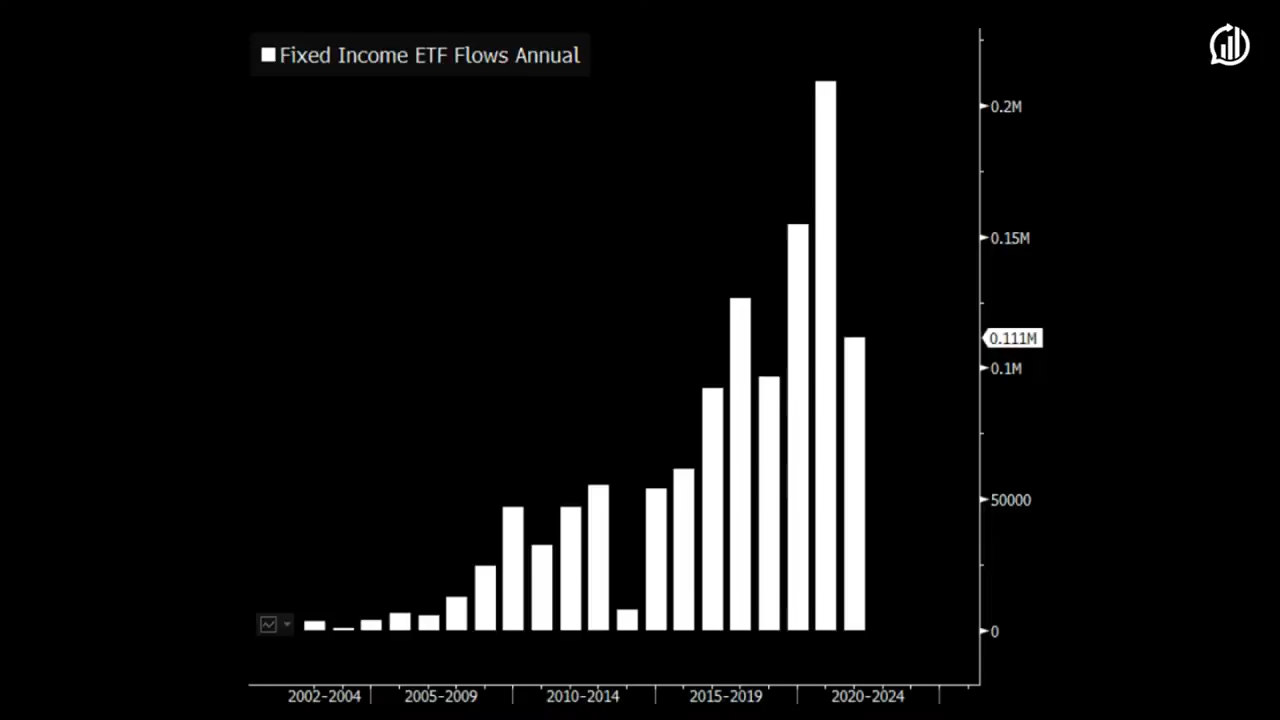 Fixed Income ETF Flows Annual
0.2M
0.15M
0.111M
0.1M
50000
0
2002-2004 2005-2009 2010-2014 2015-2019 2020-2024